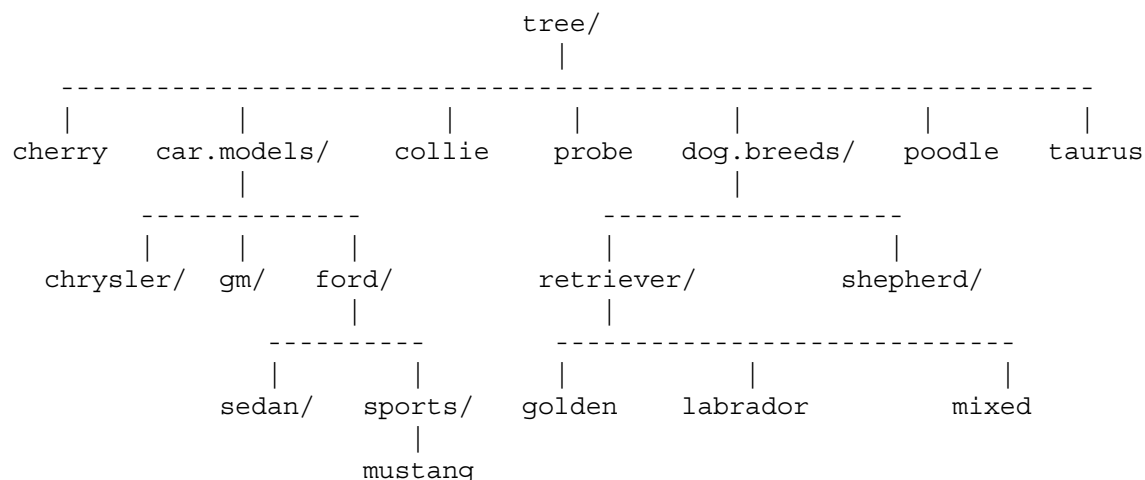 tree/
cherry car.models/ collie probe dog.breeds/ poodle taurus
chrysler/ gm/ ford/ retriever/ shepherd/
sedan/ sports/ golden labrador mixed
mustang